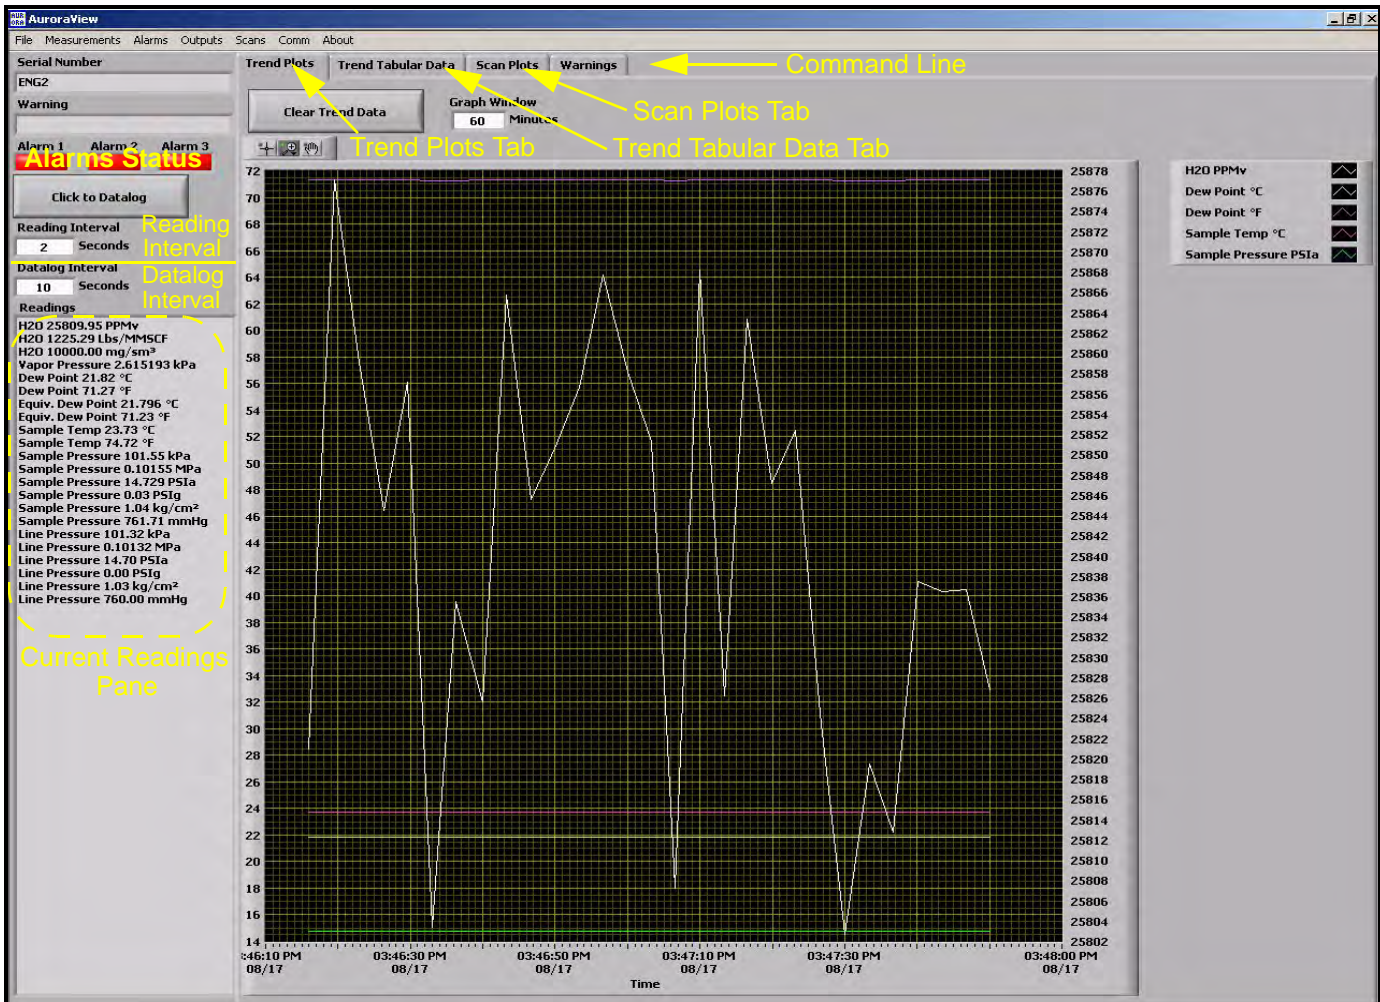 AUR
ORA
AuroraView
File Measurements Alarms Outputs Scans Comm About
Serial Number
ENG2
Warning
Alarm 1 Alarm 2 Alarm 3
Alarms Status
Click to Datalog
Reading Interval
2 Seconds
Reading
Interval
Datalog Interval
10 Seconds
Datalog
Interval
Readings
H2O 25809.95 PPMv
H2O 1225.29 Lbs/MMSCF
H2O 10000.00 mg/sm³
Vapor Pressure 2.615193 kPa
Dew Point 21.82 °C
Dew Point 71.27 °F
Equiv. Dew Point 21.796 °C
Equiv. Dew Point 71.23 °F
Sample Temp 23.73 °C
Sample Temp 74.72 °F
Sample Pressure 101.55 kPa
Sample Pressure 0.10155 MPa
Sample Pressure 14.729 PSIa
Sample Pressure 0.03 PSIg
Sample Pressure 1.04 kg/cm²
Sample Pressure 761.71 mmHg
Line Pressure 101.32 kPa
Line Pressure 0.10132 MPa
Line Pressure 14.70 PSIa
Line Pressure 0.00 PSIg
Line Pressure 1.03 kg/cm²
Line Pressure 760.00 mmHg
Current Readings
Pane
Trend Plots Trend Tabular Data Scan Plots Warnings
Command Line
Clear Trend Data
Graph Window
60 Minutes
Scan Plots Tab
Trend Plots Tab
Trend Tabular Data Tab
72
70
68
66
64
62
60
58
56
54
52
50
48
46
44
42
40
38
36
34
32
30
28
26
24
22
20
18
16
14
25878
25876
25874
25872
25870
25868
25866
25864
25862
25860
25858
25856
25854
25852
25850
25848
25846
25844
25842
25840
25838
25836
25834
25832
25830
25828
25826
25824
25822
25820
25818
25816
25814
25812
25810
25808
25806
25804
25802
:46:10 PM 03:46:30 PM 03:46:50 PM 03:47:10 PM 03:47:30 PM 03:48:00 PM
08/17 08/17 08/17 08/17 08/17 08/17
Time
H2O PPMv
Dew Point °C
Dew Point °F
Sample Temp °C
Sample Pressure PSIa